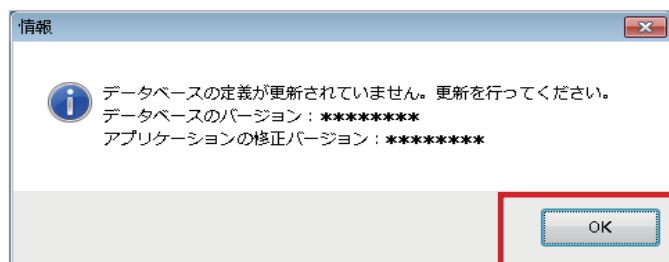 情報
データベースの定義が更新されていません。更新を行ってください。
データベースのバージョン：********
アプリケーションの修正バージョン：********
OK